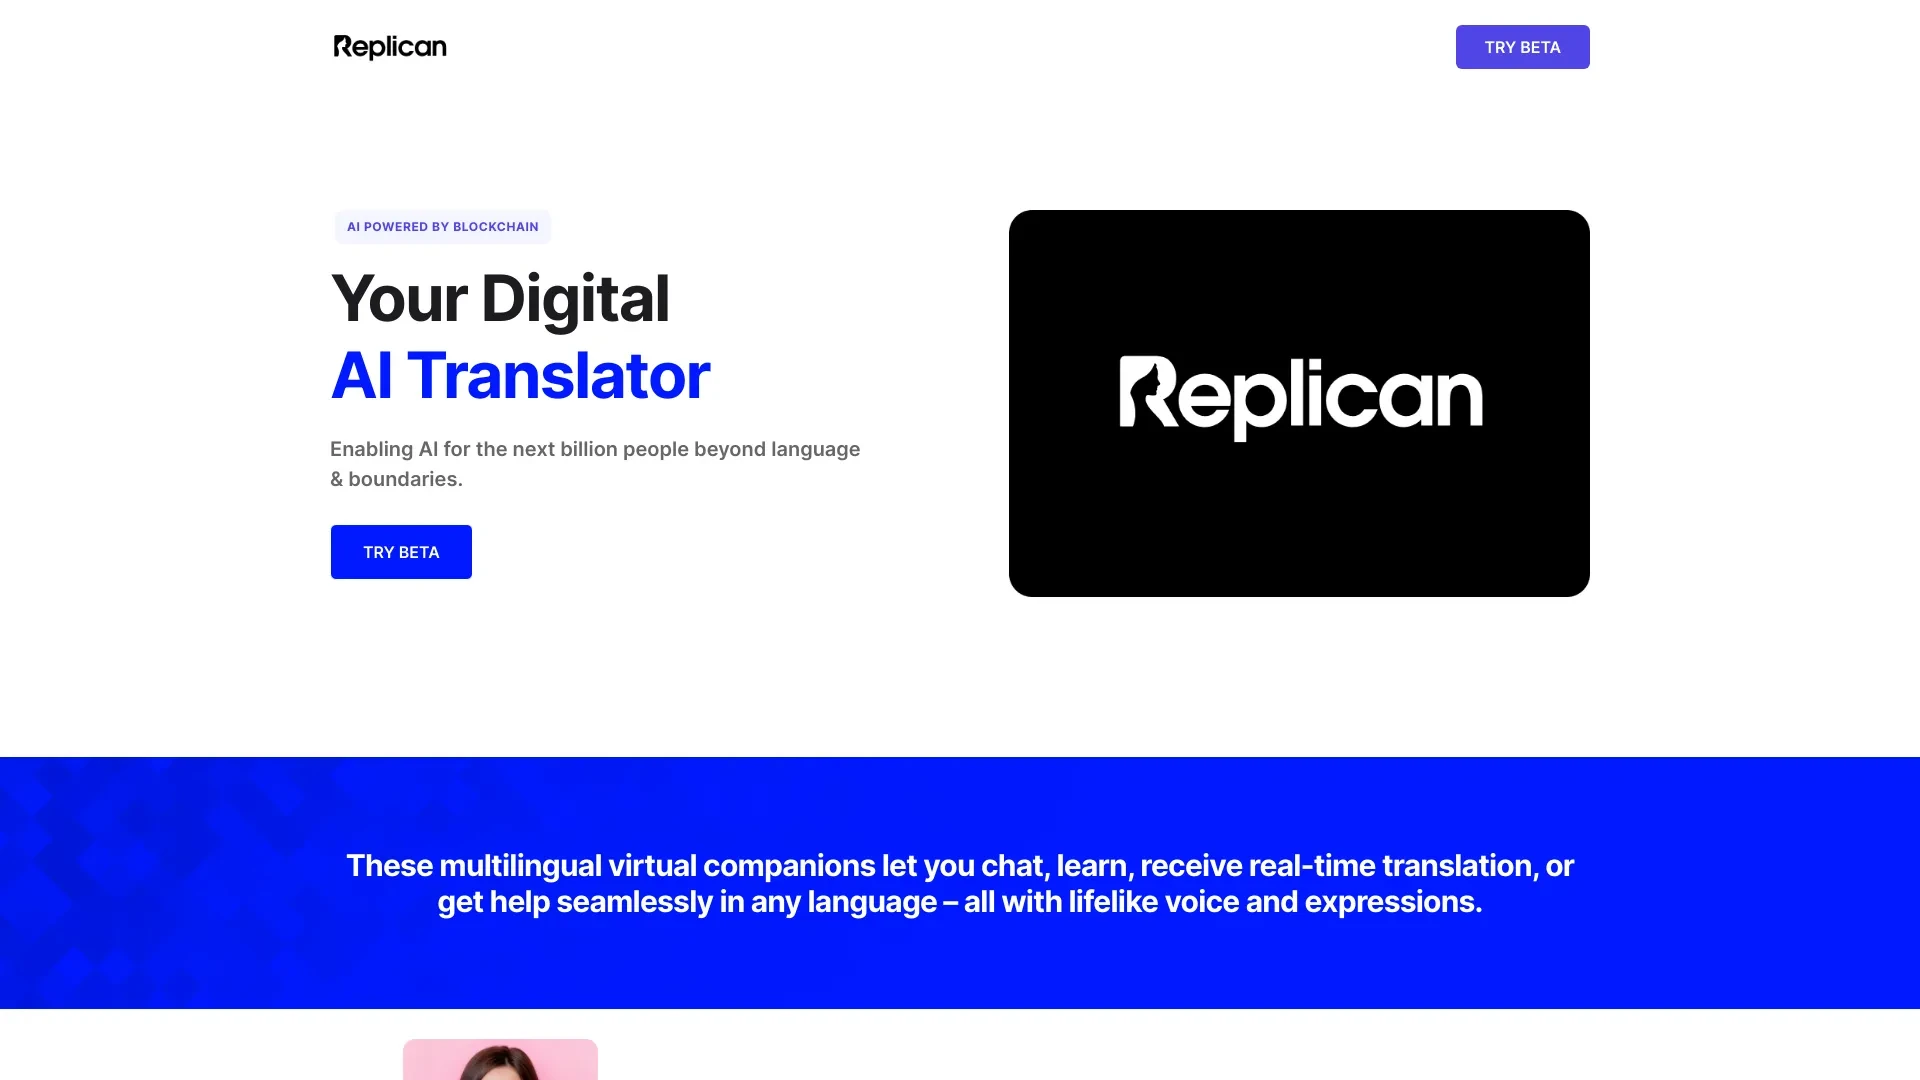 Replican
TRY BETA
AI POWERED BY BLOCKCHAIN
Your Digital
AI Translator
Enabling AI for the next billion people beyond language
& boundaries.
TRY BETA
Replican
These multilingual virtual companions let you chat, learn, receive real-time translation, or
get help seamlessly in any language – all with lifelike voice and expressions.